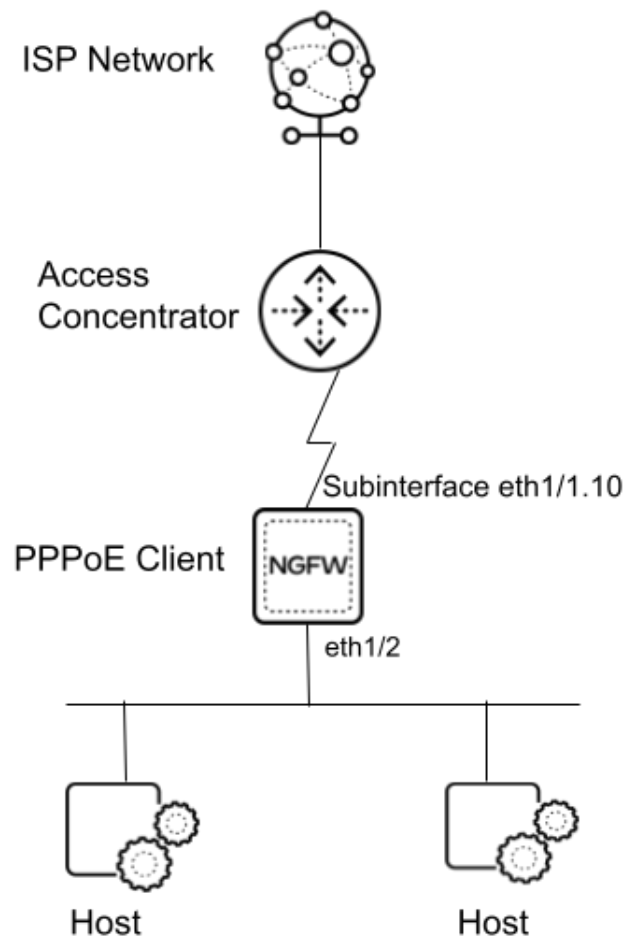 ISP Network
Access
Concentrator
Subinterface eth1/1.10
PPPoE Client
NGFW
eth1/2
Host
Host